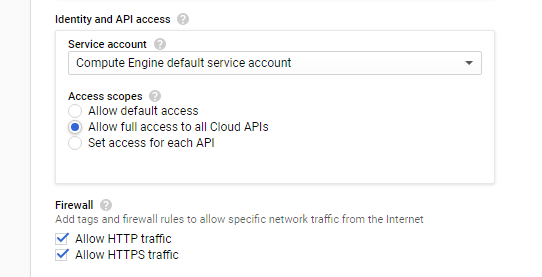 Identity and API access
Service account
Compute Engine default service account
Access scopes
Allow default access
Allow full access to all Cloud APIs
Set access for each API
Firewall
Add tags and firewall rules to allow specific network traffic from the Internet
Allow HTTP traffic
Allow HTTPS traffic